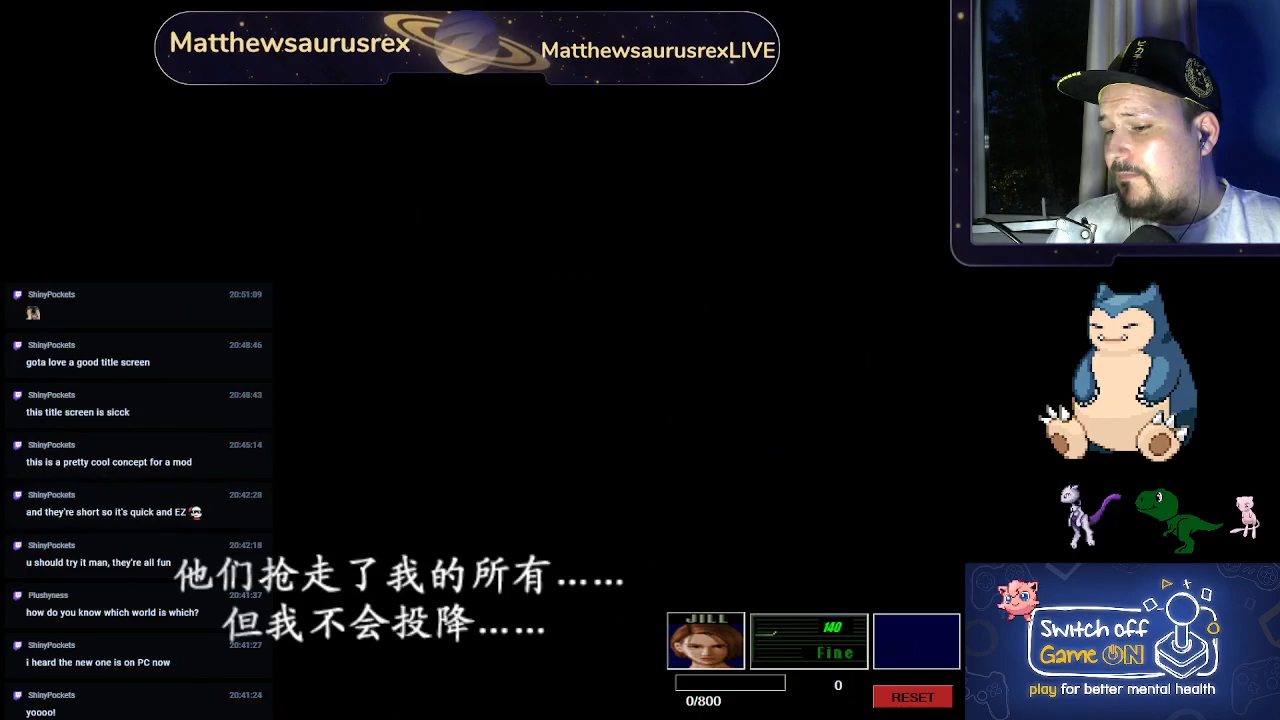 Matthewsaurusrex
MatthewsaurusrexLIVE
ShinyPockets 20:51:09
ShinyPockets 20:48:46
gota love a good title screen
ShinyPockets 20:48:43
this title screen is sicck
ShinyPockets 20:45:14
this is a pretty cool concept for a mod
ShinyPockets 20:42:28
and they're short so it's quick and EZ
ShinyPockets 20:42:18
u should try it man, they're all fun
Plushyness 20:41:37
how do you know which world is which?
ShinyPockets 20:41:27
i heard the new one is on PC now
ShinyPockets 20:41:24
yoooo!
他们抢走了我的所有……
但我不会投降……
JILL
140
Fine
0/800
0
RESET
Switch off
Game ON
play for better mental health